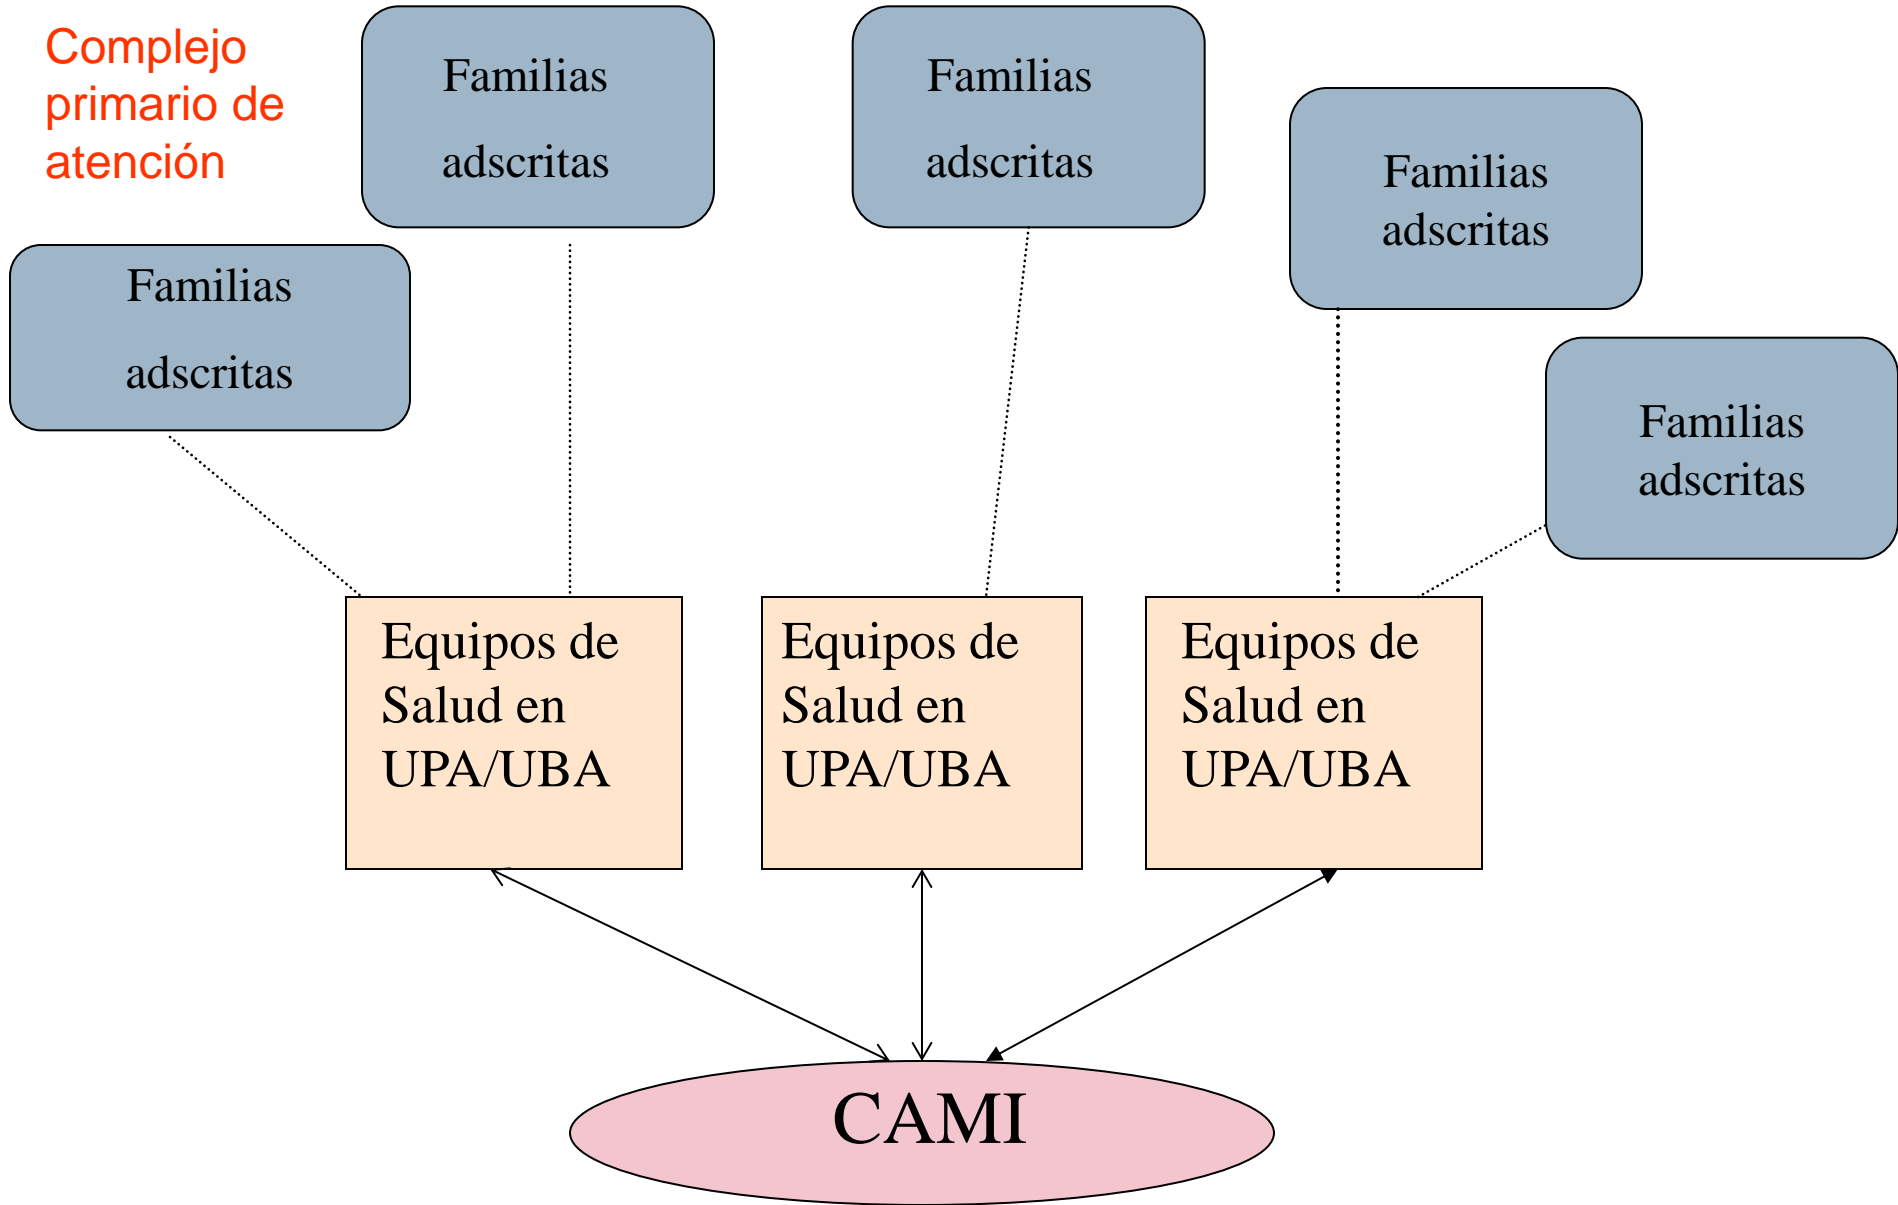 Complejo
primario de
atención
Familias
adscritas
Familias
adscritas
Familias
adscritas
Familias
adscritas
Familias
adscritas
Equipos de
Salud en
UPA/UBA
Equipos de
Salud en
UPA/UBA
Equipos de
Salud en
UPA/UBA
CAMI